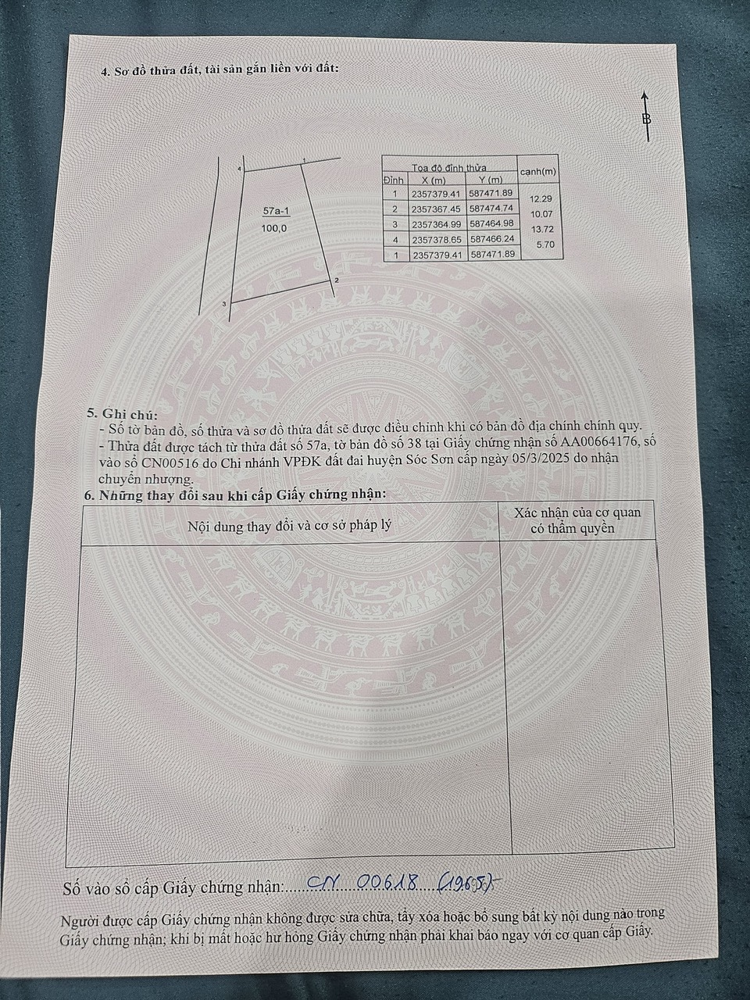 4. Sơ đồ thửa đất, tài sản gắn liền với đất:
B
4 1
57a-1
100,0
2
3
Tọa độ đỉnh thửa cạnh(m)
Đỉnh X (m) Y (m)
1 2357379.41 587471.89
12.29
2 2357367.45 587474.74
10.07
3 2357364.99 587464.98
13.72
4 2357378.65 587466.24
5.70
1 2357379.41 587471.89
5. Ghi chú:
- Số tờ bản đồ, số thửa và sơ đồ thửa đất sẽ được điều chỉnh khi có bản đồ địa chính chính quy.
- Thửa đất được tách từ thửa đất số 57a, tờ bản đồ số 38 tại Giấy chứng nhận số AA00664176, số
vào sổ CN00516 do Chi nhánh VPĐK đất đai huyện Sóc Sơn cấp ngày 05/3/2025 do nhận
chuyển nhượng.
6. Những thay đổi sau khi cấp Giấy chứng nhận:
Nội dung thay đổi và cơ sở pháp lý
Xác nhận của cơ quan
có thẩm quyền
Số vào sổ cấp Giấy chứng nhận:...CN 00618 (1965)
Người được cấp Giấy chứng nhận không được sửa chữa, tẩy xóa hoặc bổ sung bất kỳ nội dung nào trong
Giấy chứng nhận; khi bị mất hoặc hư hỏng Giấy chứng nhận phải khai báo ngay với cơ quan cấp Giấy.